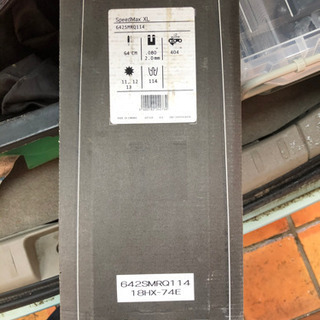 SpeedMax XL
642SMRQ114
64 CM
.080
2.0mm
404
11, 12
13
114
642SMRQ114
18HX-74E